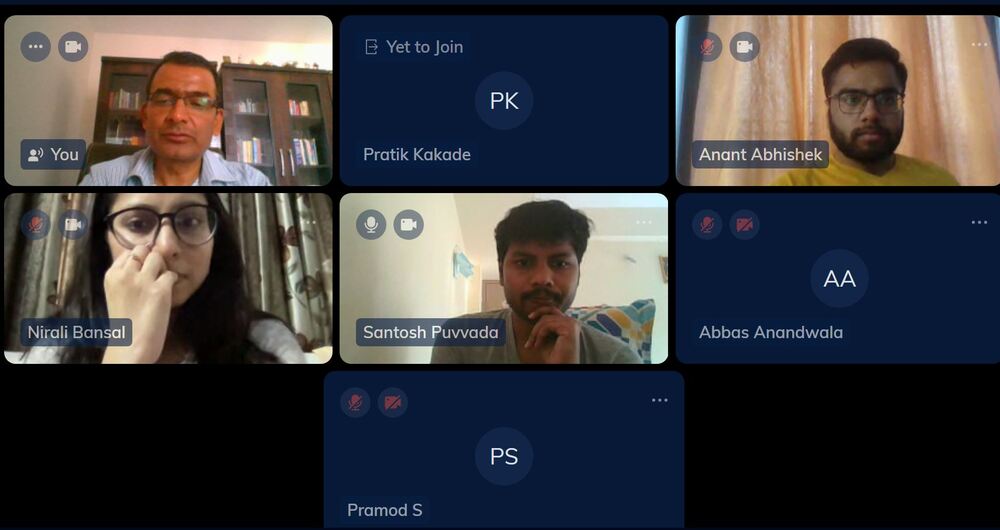 You
Yet to Join
PK
Pratik Kakade
Anant Abhishek
Nirali Bansal
Santosh Puvvada
AA
Abbas Anandwala
PS
Pramod S